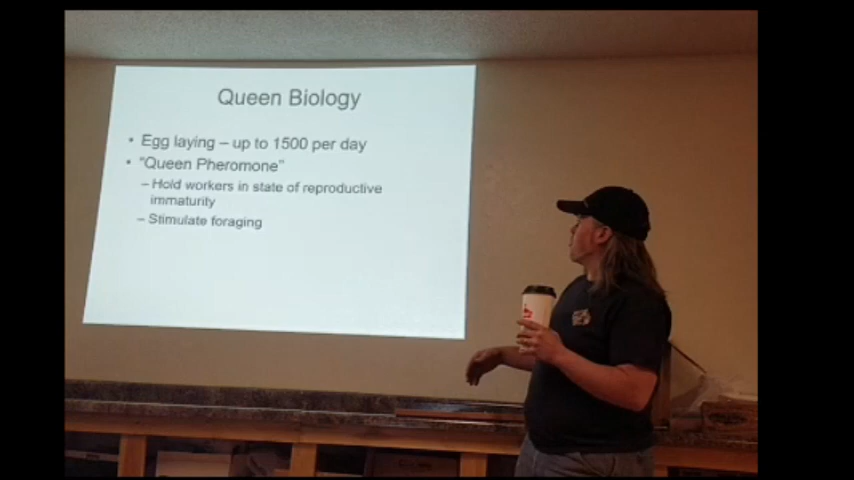 Queen Biology
• Egg laying – up to 1500 per day
• "Queen Pheromone"
– Hold workers in state of reproductive
immaturity
– Stimulate foraging